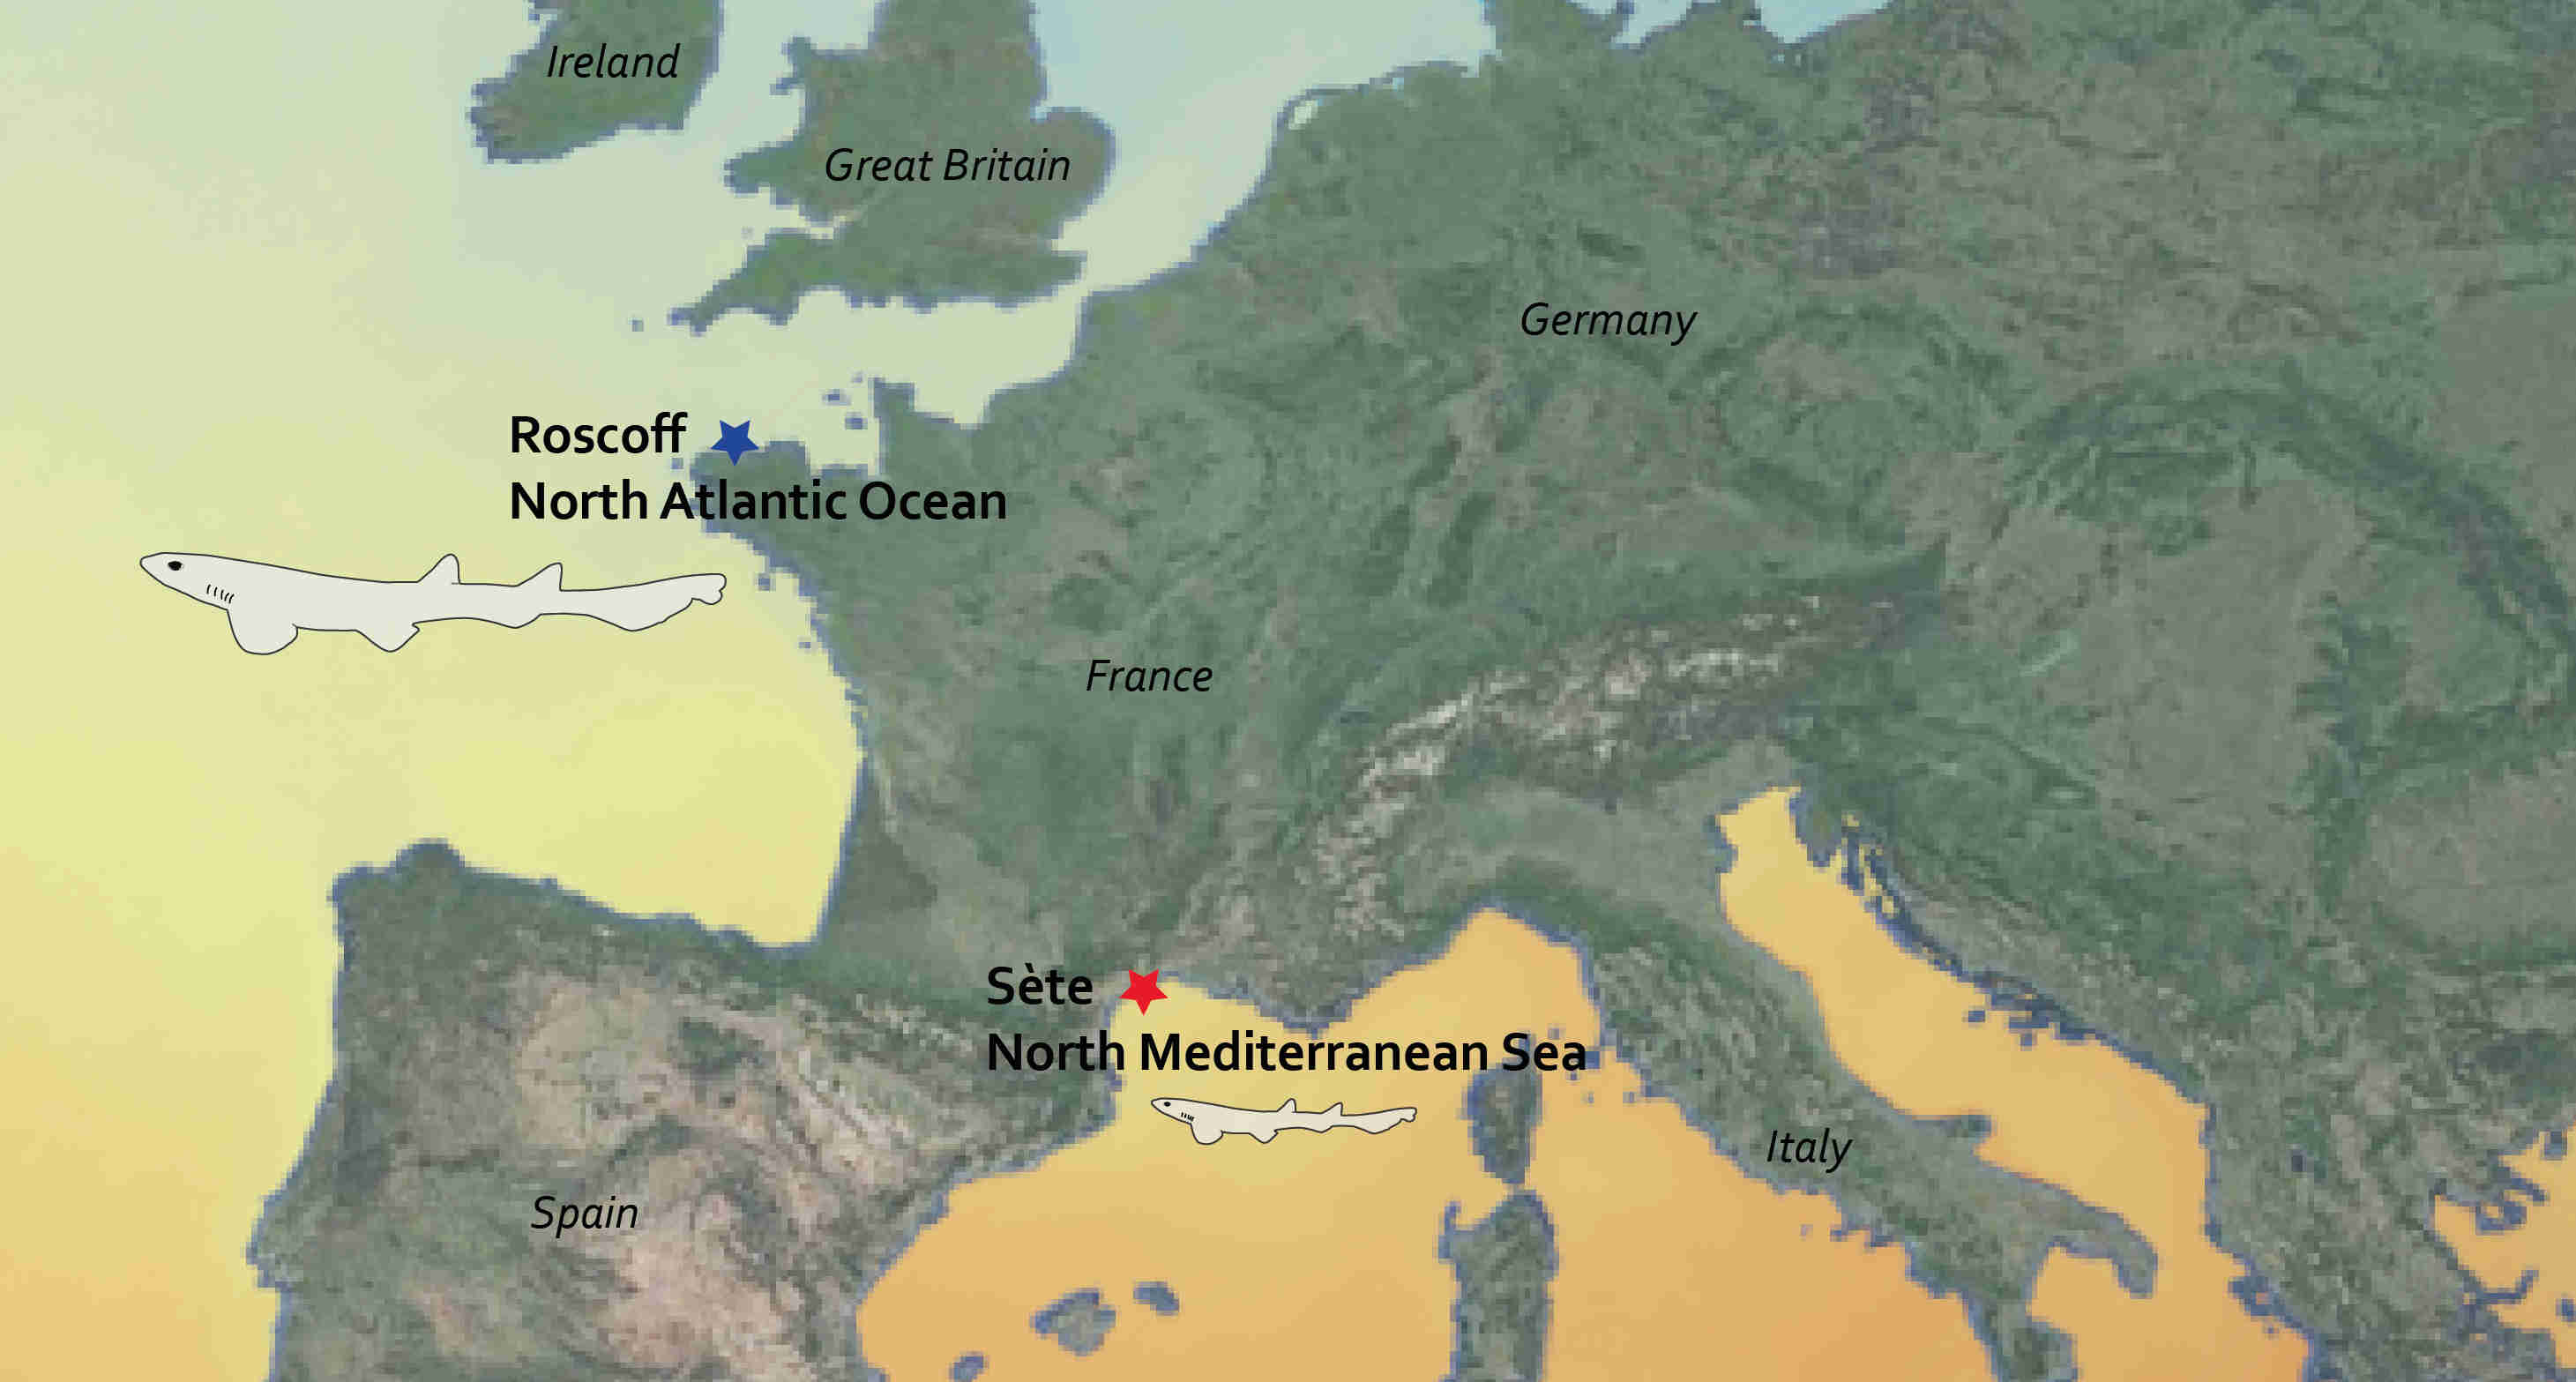 Ireland
Great Britain
Germany
Roscoff
North Atlantic Ocean
France
Sète
North Mediterranean Sea
Italy
Spain